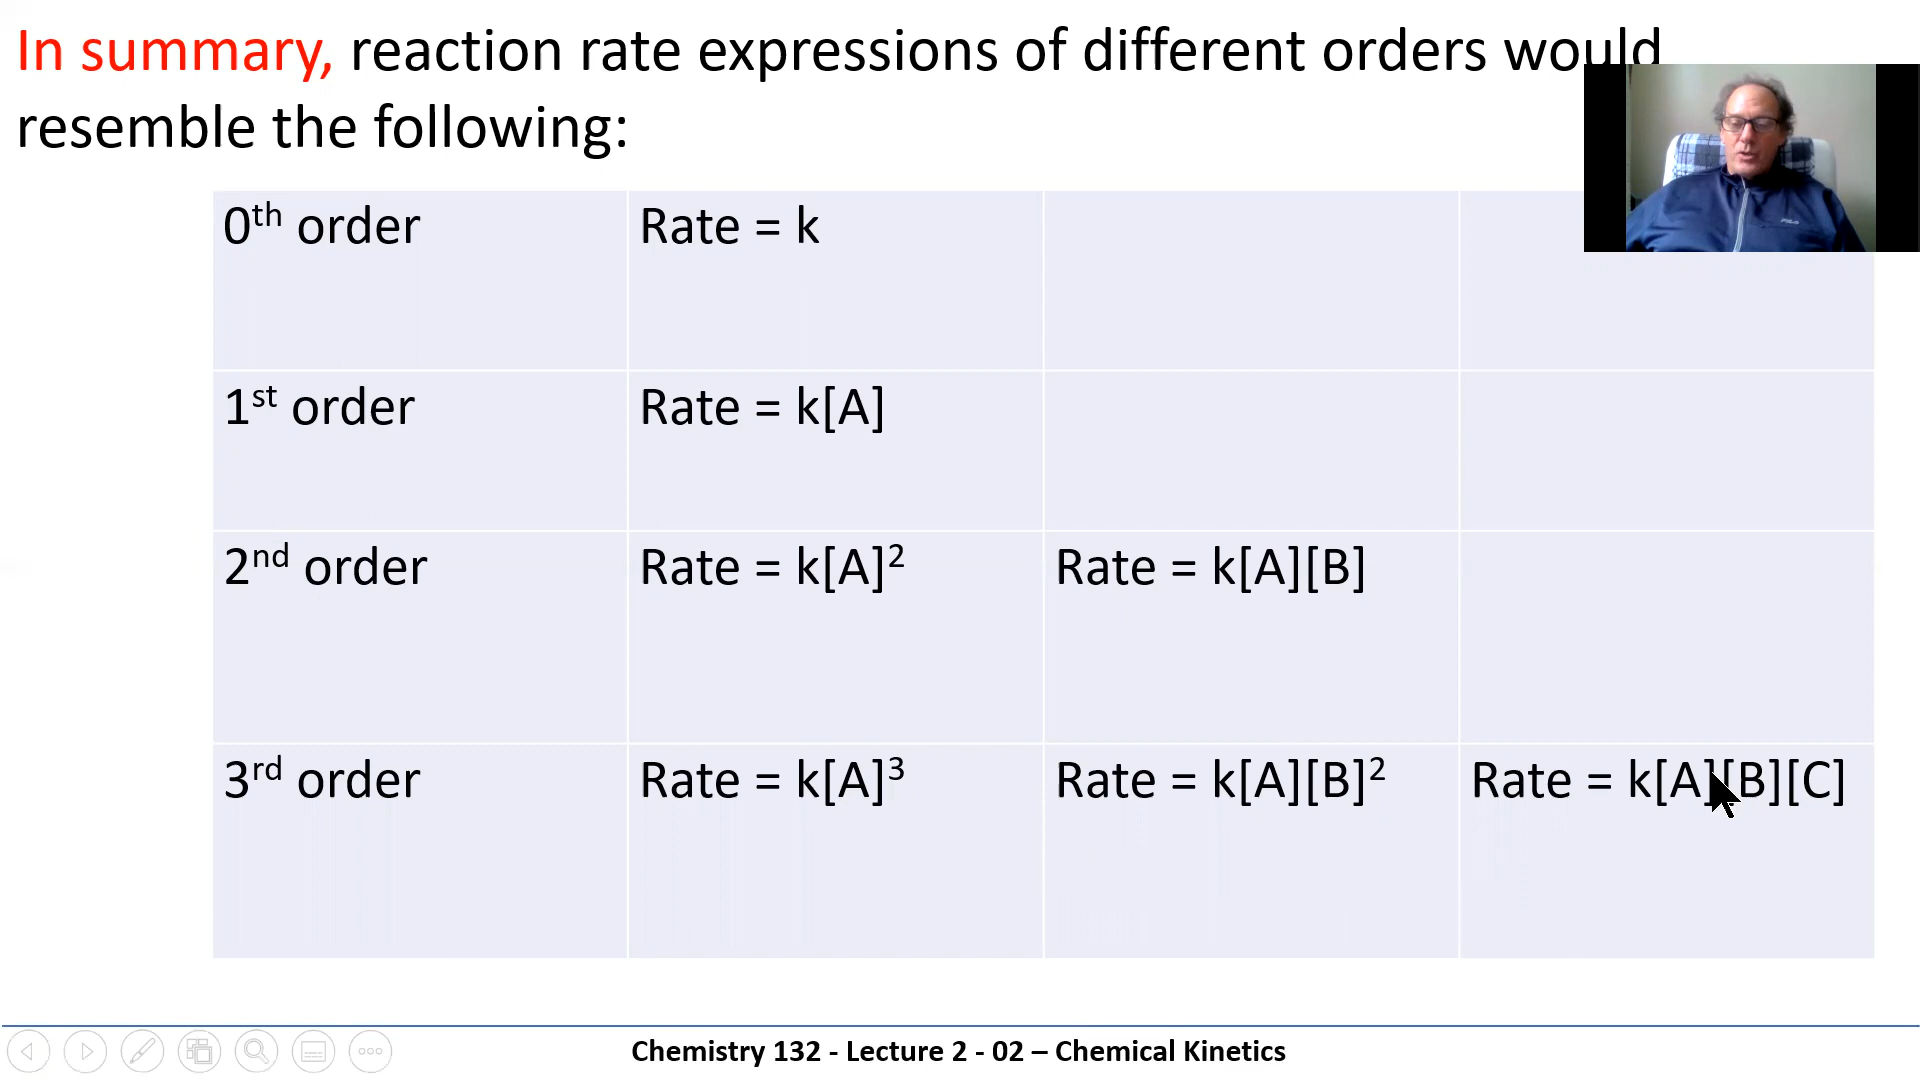 In summary, reaction rate expressions of different orders would
resemble the following:
0th order Rate = k
1st order Rate = k[A]
2nd order Rate = k[A]² Rate = k[A][B]
3rd order Rate = k[A]³ Rate = k[A][B]² Rate = k[A][B][C]
Chemistry 132 - Lecture 2 - 02 – Chemical Kinetics
FILA